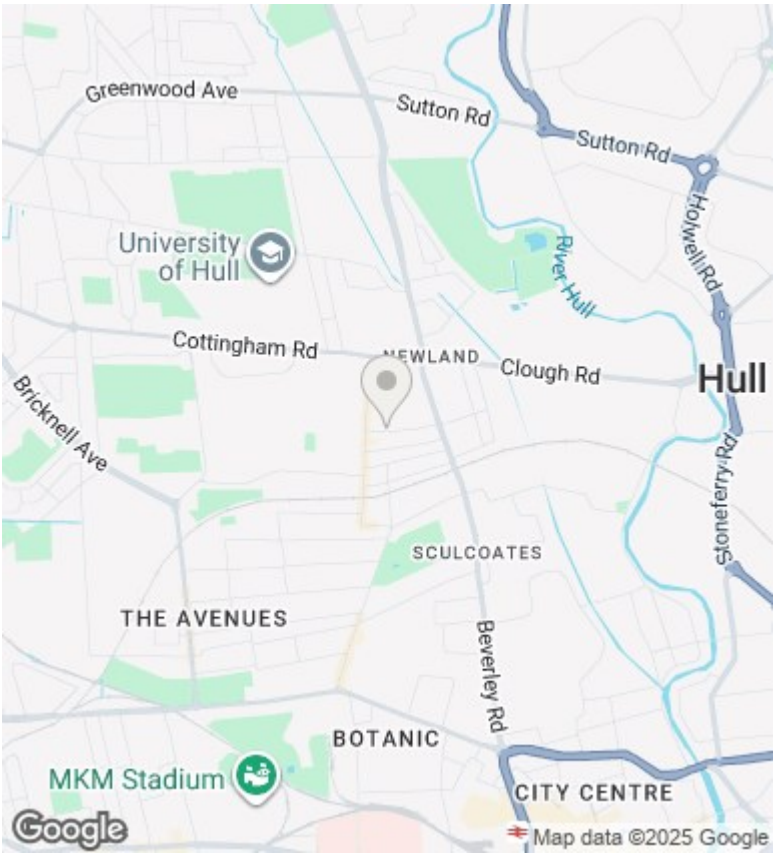 Greenwood Ave
Sutton Rd
Sutton Rd
Holwell Rd
University
of Hull
River Hull
Cottingham Rd
NEWLAND
Clough Rd
Hull
Bricknell Ave
Stoneferry Rd
SCULCOATES
THE AVENUES
Beverley Rd
BOTANIC
MKM Stadium
CITY CENTRE
Google
Map data ©2025 Google